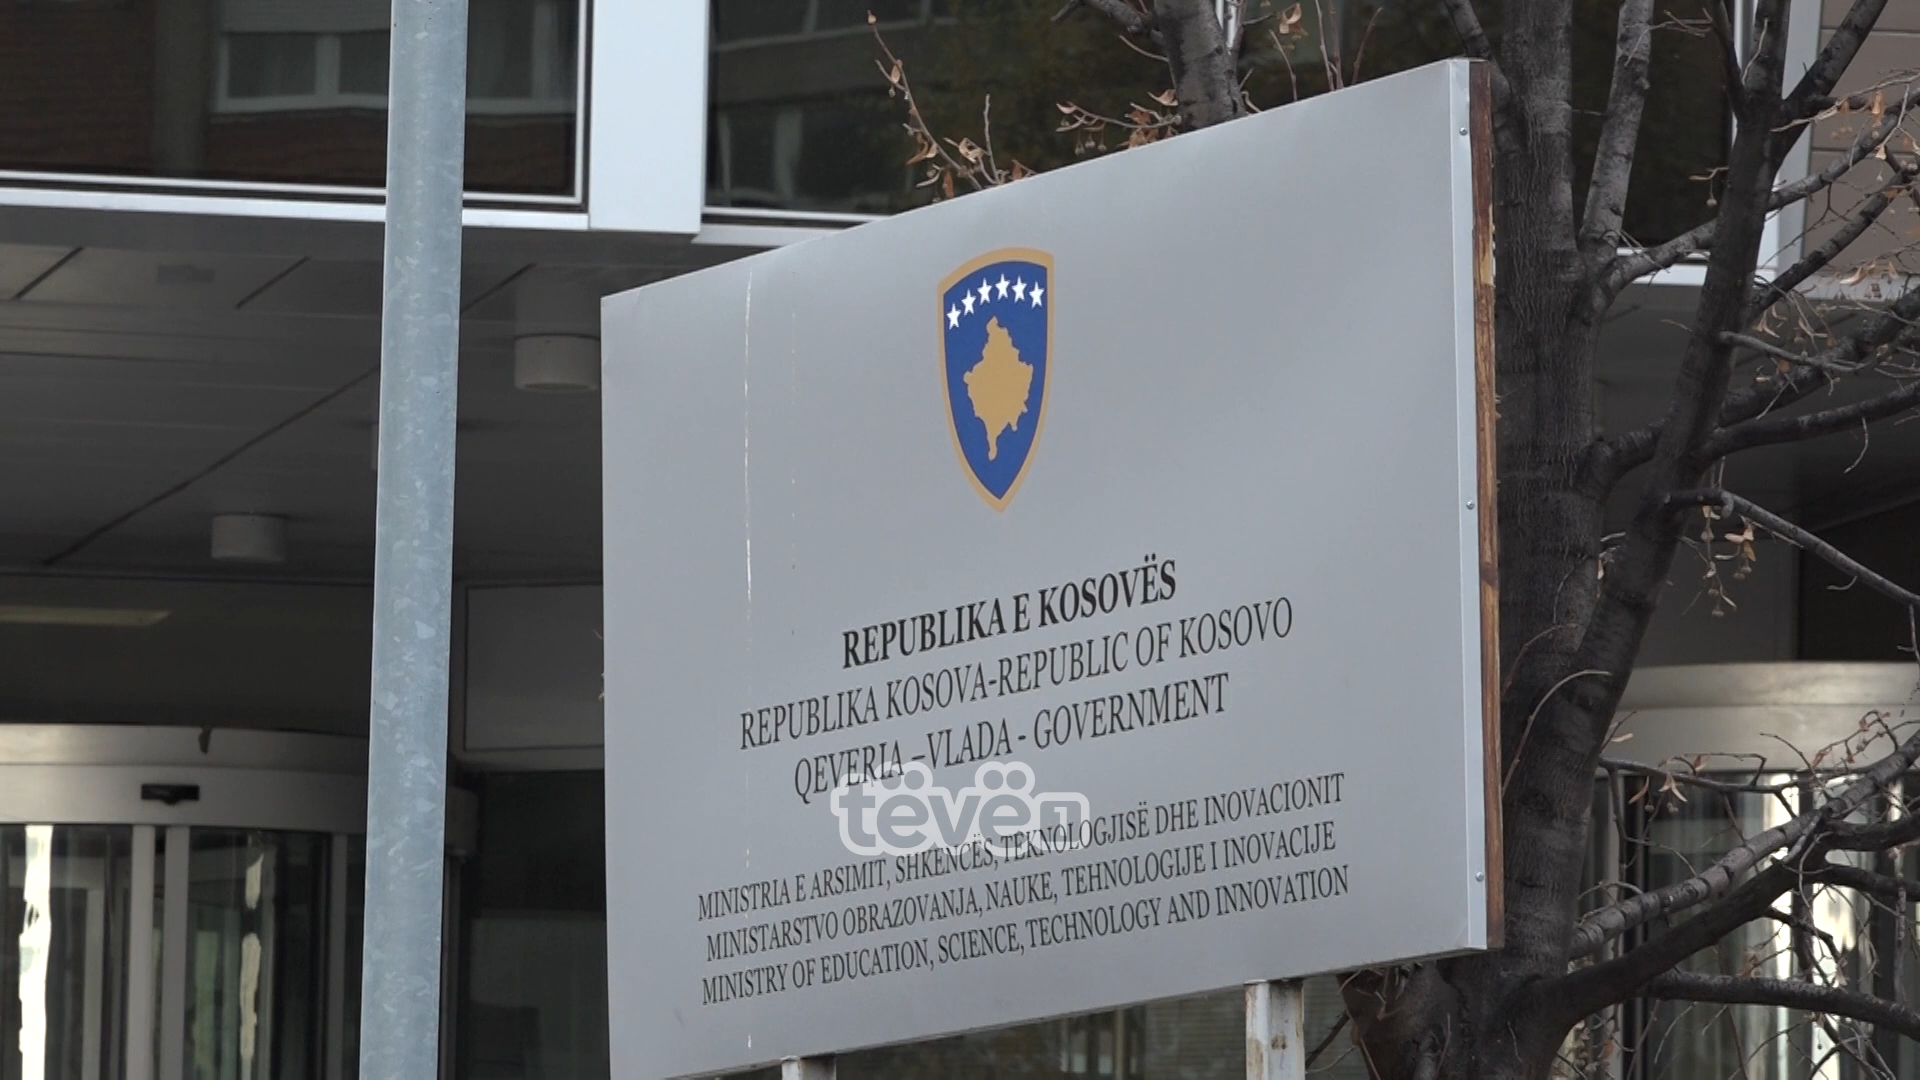 REPUBLIKA E KOSOVËS
REPUBLIKA KOSOVA-REPUBLIC OF KOSOVO
QEVERIA –VLADA - GOVERNMENT
tëvën
MINISTRIA E ARSIMIT, SHKENCËS, TEKNOLOGJISË DHE INOVACIONIT
MINISTARSTVO OBRAZOVANJA, NAUKE, TEHNOLOGIJE I INOVACIJE
MINISTRY OF EDUCATION, SCIENCE, TECHNOLOGY AND INNOVATION